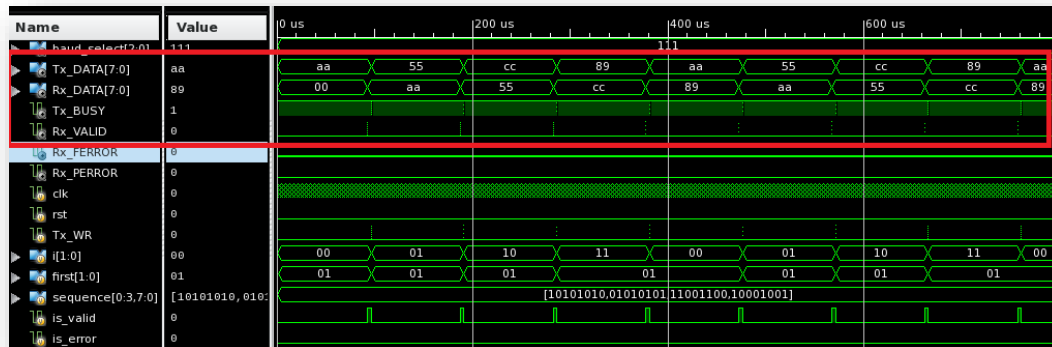 Name Value 0 us 200 us 400 us 600 us
baud_select[2:0] 111 111
Tx_DATA[7:0] aa aa 55 cc 89 aa 55 cc 89 aa
Rx_DATA[7:0] 89 00 aa 55 cc 89 aa 55 cc 89
Tx_BUSY 1
Rx_VALID 0
Rx_FERROR 0
Rx_PERROR 0
clk 0
rst 0
Tx_WR 0
i[1:0] 00 00 01 10 11 00 01 10 11 00
first[1:0] 01 01 01 01 01 01 01 01
sequence[0:3,7:0] [10101010,0101 [10101010,01010101,11001100,10001001]
is_valid 0
is_error 0